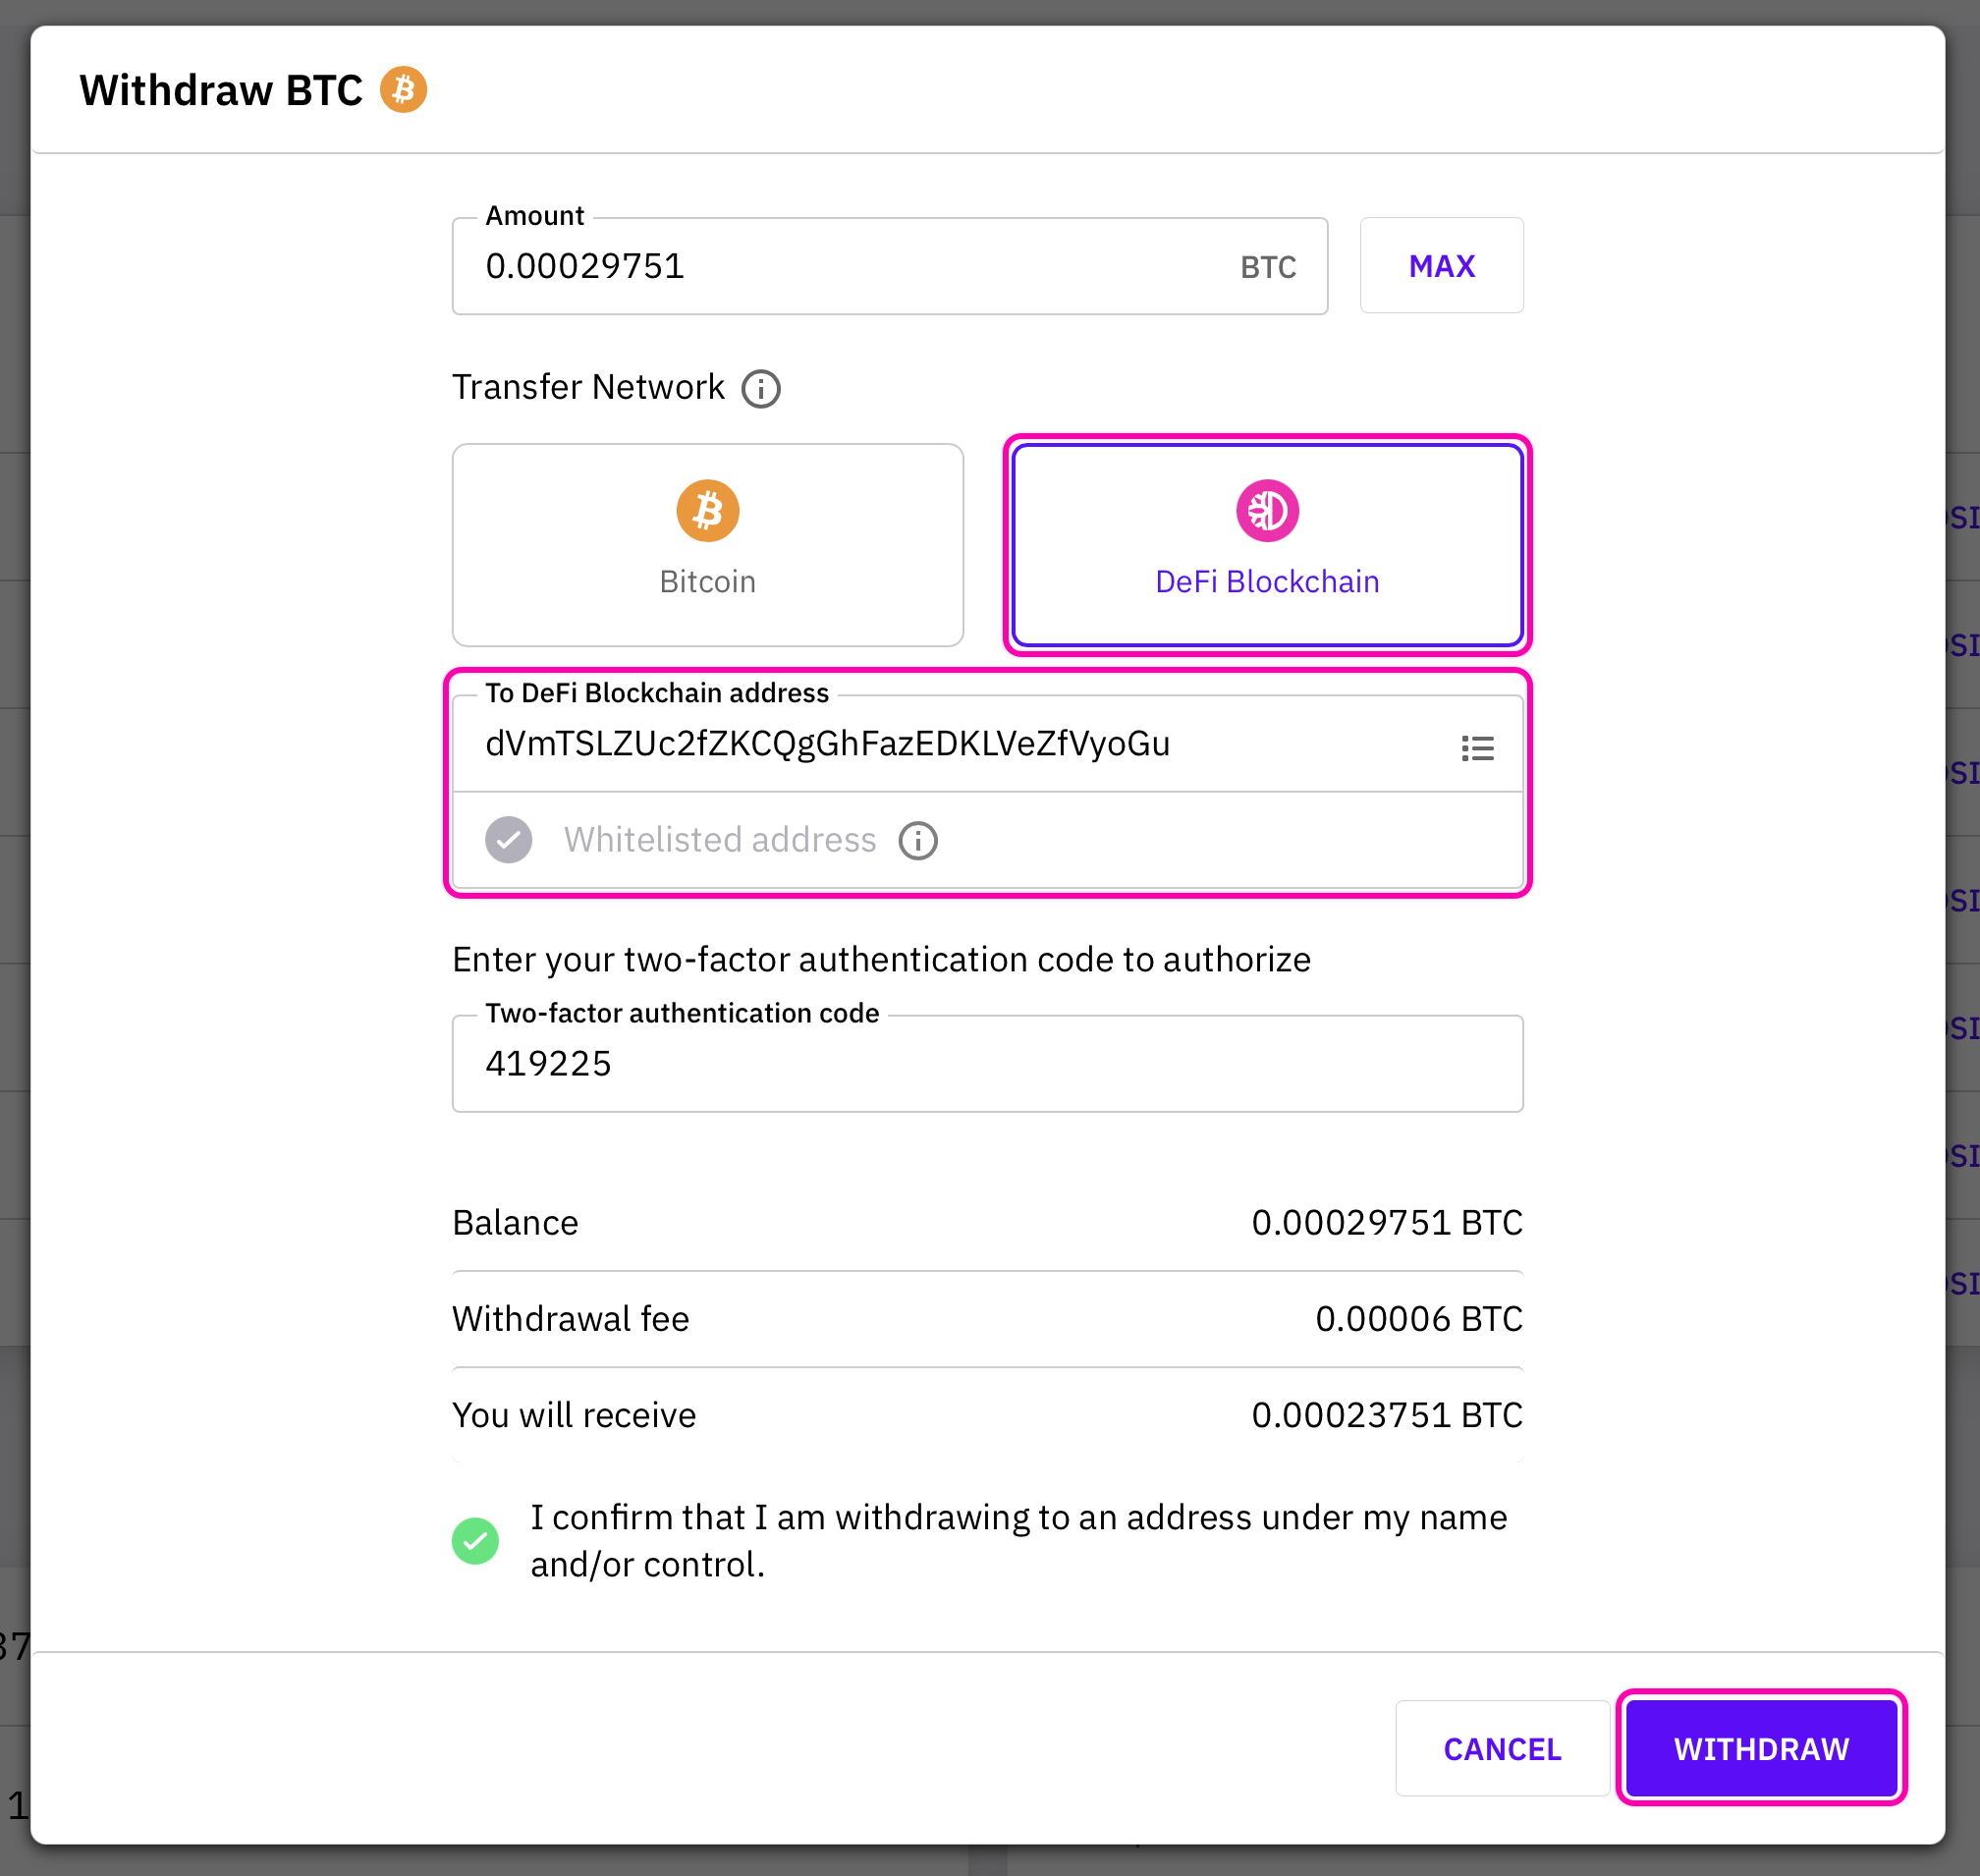 Withdraw BTC
Amount
0.00029751 BTC
MAX
Transfer Network
Bitcoin
DeFi Blockchain
To DeFi Blockchain address
dVmTSLZUc2fZKCQgGhFazEDKLVeZfVyoGu
Whitelisted address
Enter your two-factor authentication code to authorize
Two-factor authentication code
419225
Balance 0.00029751 BTC
Withdrawal fee 0.00006 BTC
You will receive 0.00023751 BTC
I confirm that I am withdrawing to an address under my name
and/or control.
CANCEL
WITHDRAW